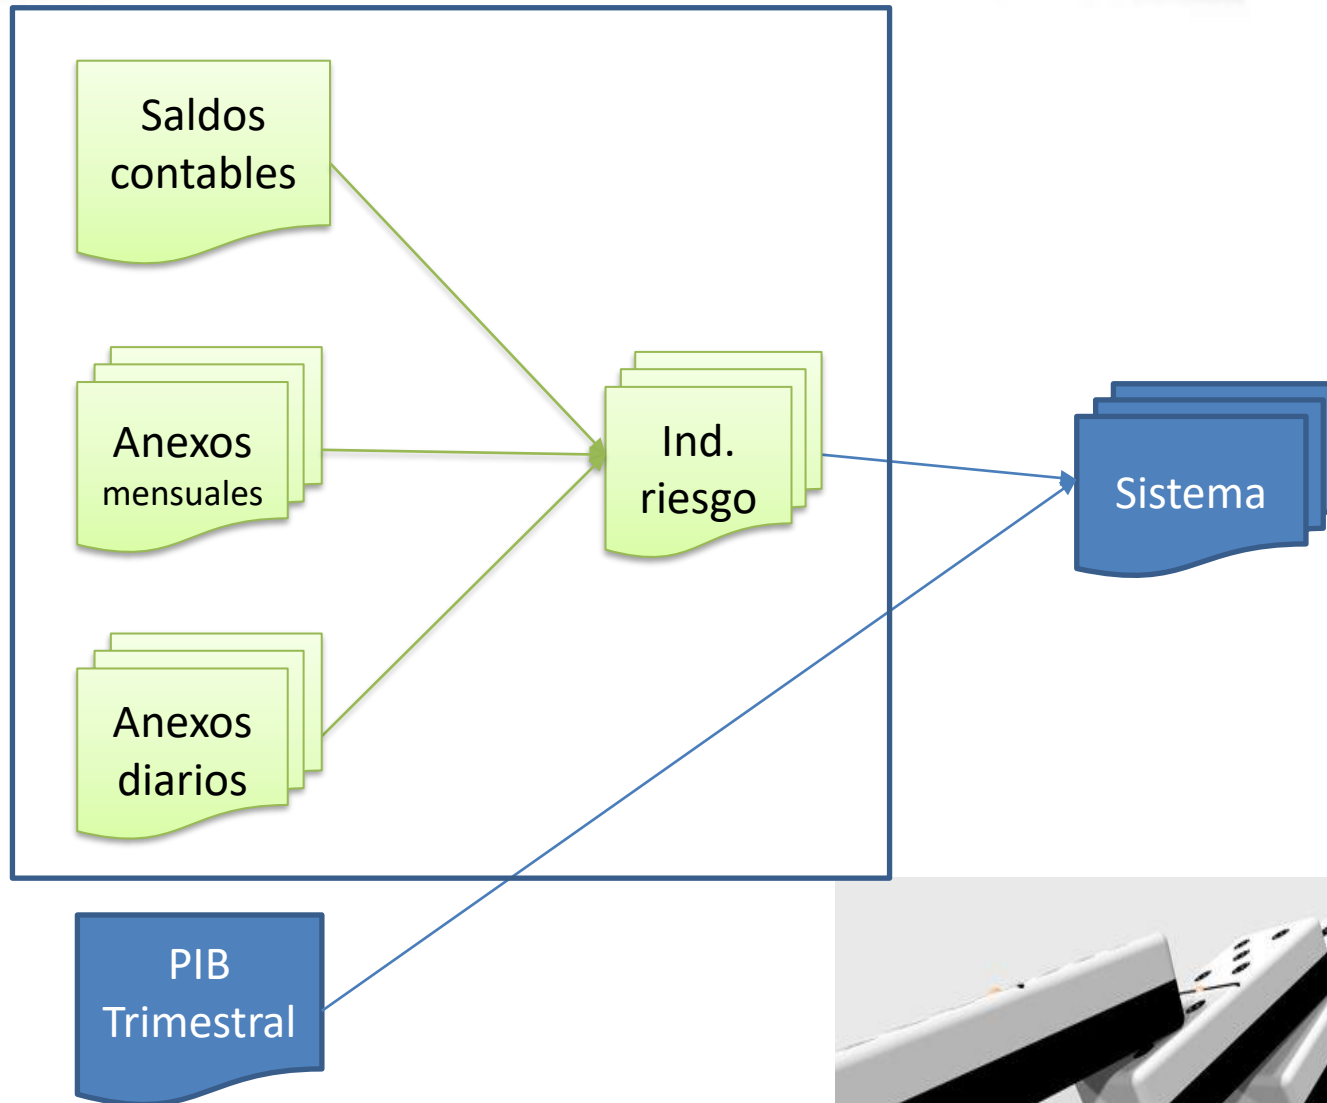 Saldos
contables
Anexos
mensuales
Ind.
riesgo
Sistema
Anexos
diarios
PIB
Trimestral